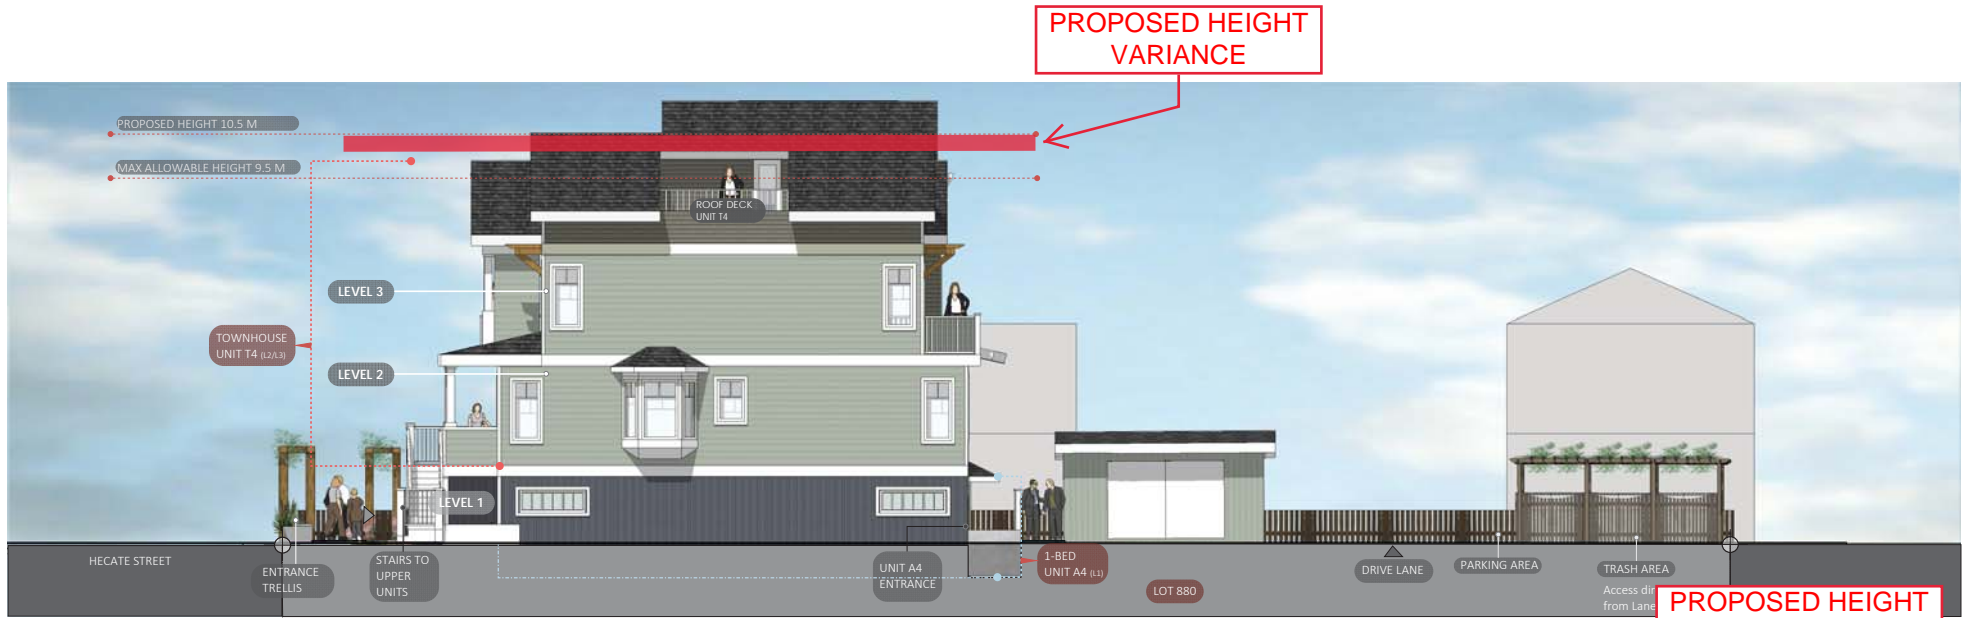 PROPOSED HEIGHT
VARIANCE
PROPOSED HEIGHT 10.5 M
MAX ALLOWABLE HEIGHT 9.5 M
ROOF DECK
UNIT T4
LEVEL 3
TOWNHOUSE
UNIT T4 (L2/L3)
LEVEL 2
LEVEL 1
HECATE STREET
ENTRANCE
TRELLIS
STAIRS TO
UPPER
UNITS
UNIT A4
ENTRANCE
1-BED
UNIT A4 (L1)
LOT 880
DRIVE LANE
PARKING AREA
TRASH AREA
Access
from Lane
PROPOSED HEIGHT